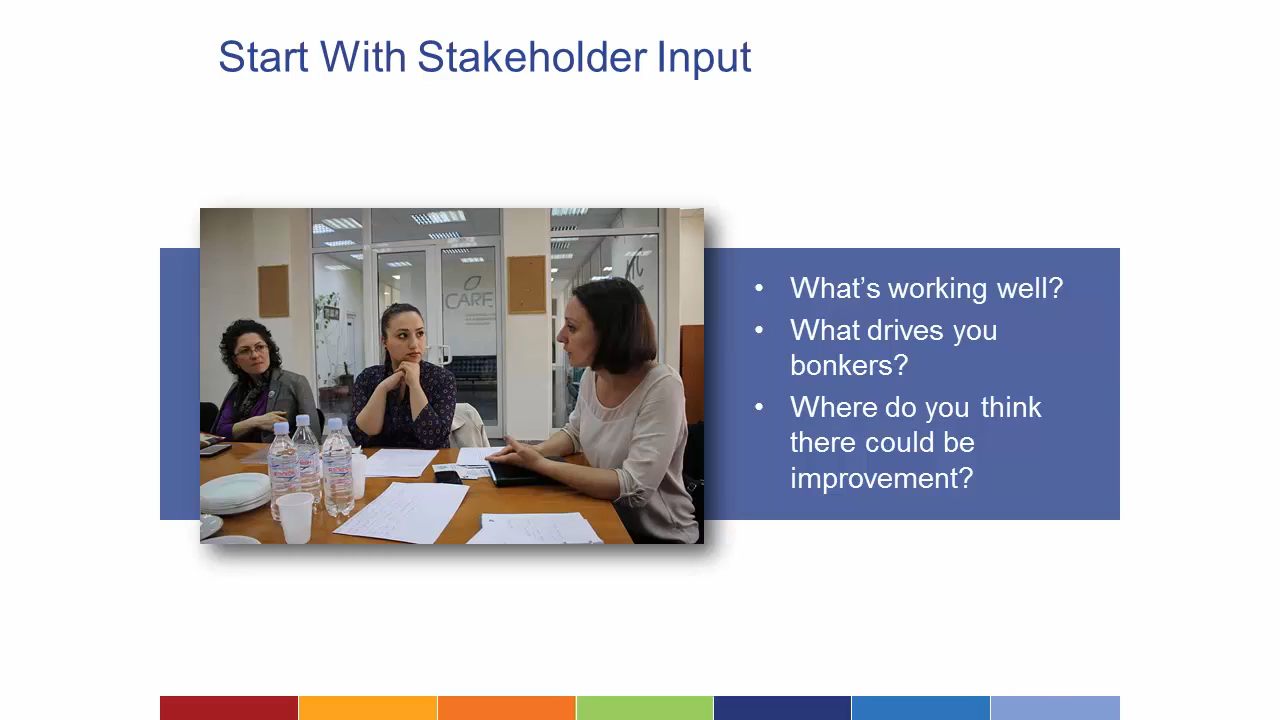 Start With Stakeholder Input
CARF
• What’s working well?
• What drives you
bonkers?
• Where do you think
there could be
improvement?